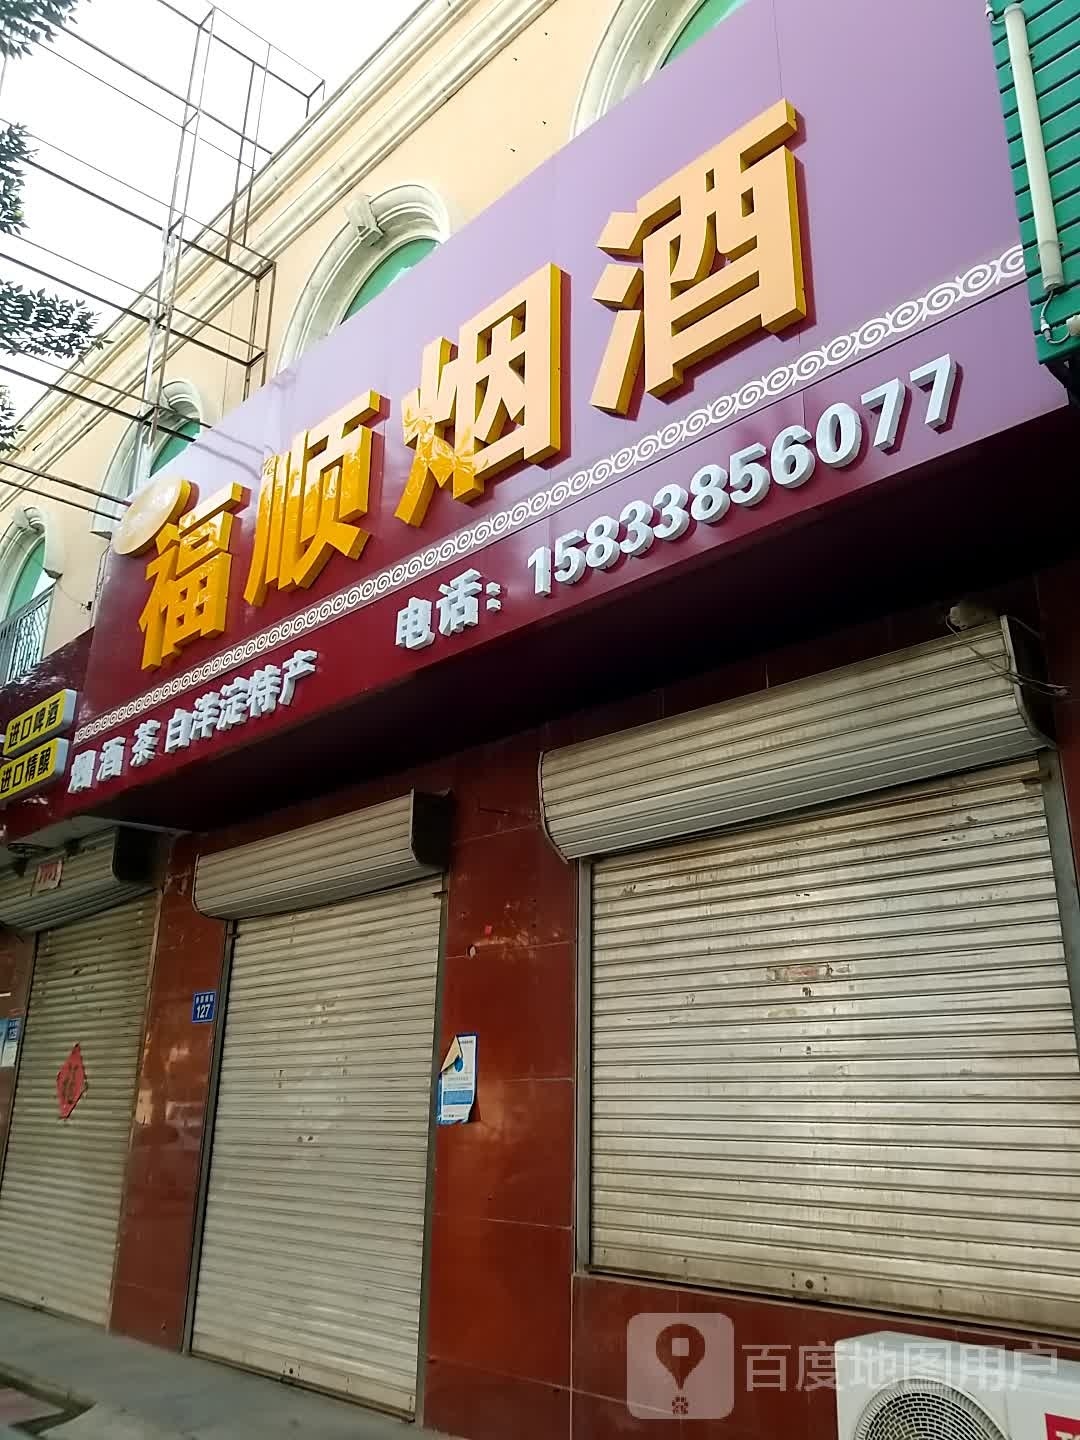 福顺烟酒
电话：15833856077
烟 酒 茶 白洋淀特产
进口啤酒
进口精酿
127
福
百度地图用户